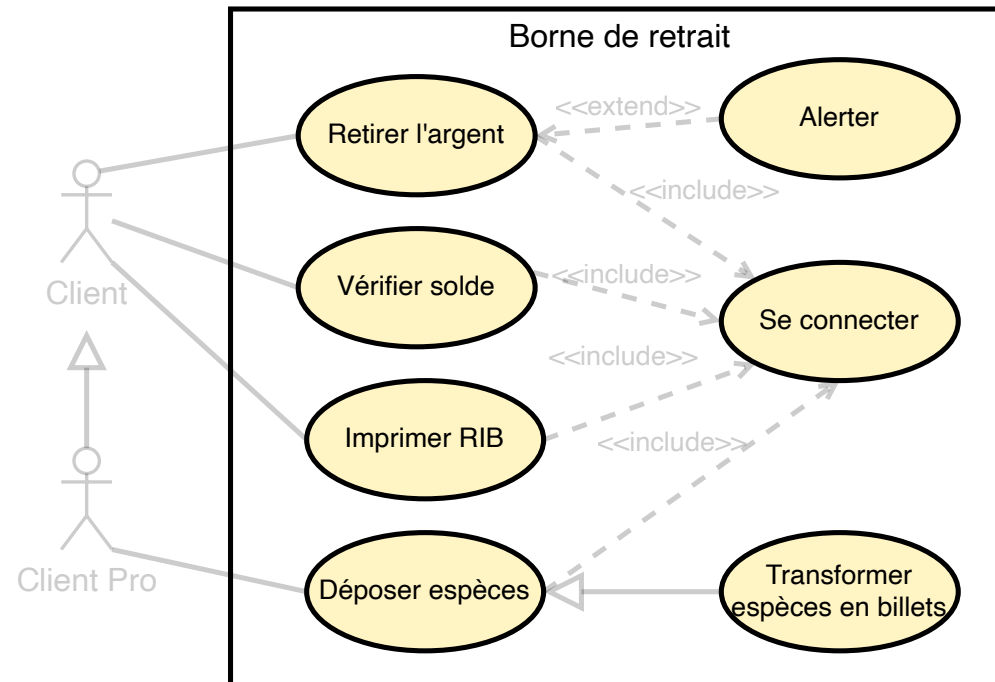 Borne de retrait
<<extend>>
Retirer l'argent
Alerter
<<include>>
Client
Vérifier solde
<<include>>
Se connecter
<<include>>
Imprimer RIB
<<include>>
Client Pro
Déposer espèces
Transformer
espèces en billets